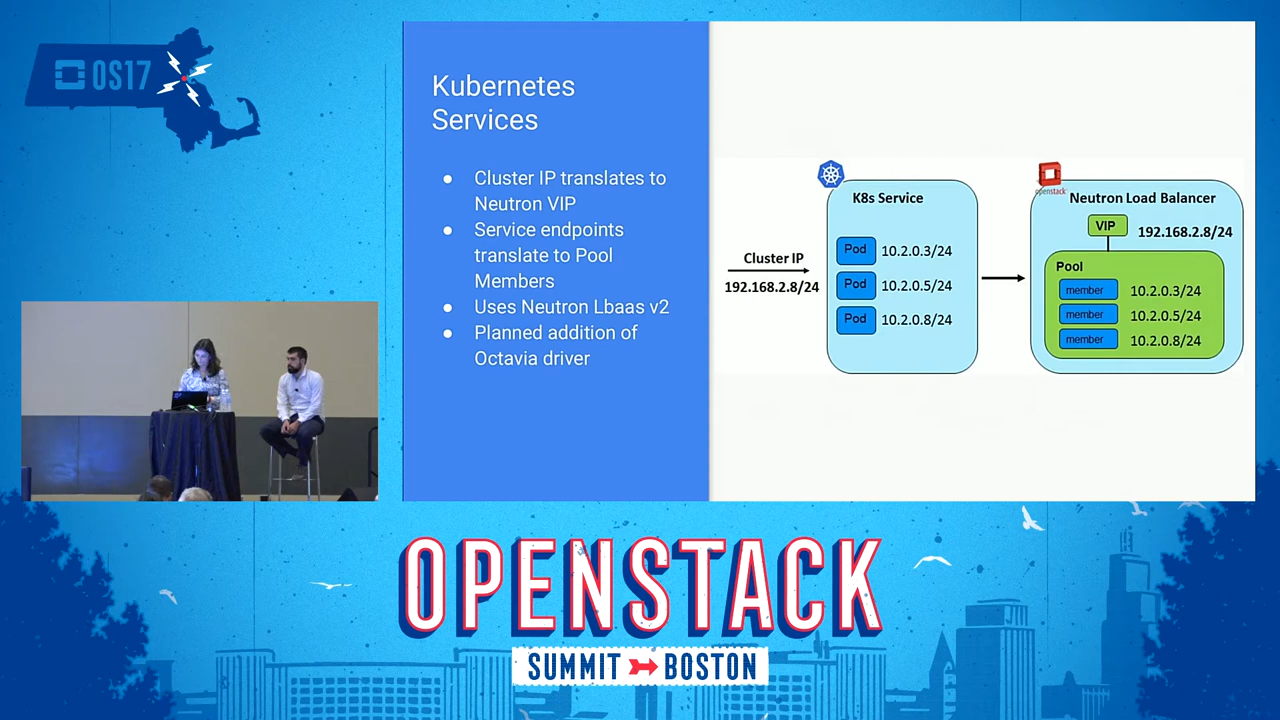 OS17
Kubernetes
Services
● Cluster IP translates to
Neutron VIP
● Service endpoints
translate to Pool
Members
● Uses Neutron Lbaas v2
● Planned addition of
Octavia driver
Cluster IP
192.168.2.8/24
K8s Service
Pod 10.2.0.3/24
Pod 10.2.0.5/24
Pod 10.2.0.8/24
openstack
Neutron Load Balancer
VIP 192.168.2.8/24
Pool
member 10.2.0.3/24
member 10.2.0.5/24
member 10.2.0.8/24
OPENSTACK
SUMMIT BOSTON